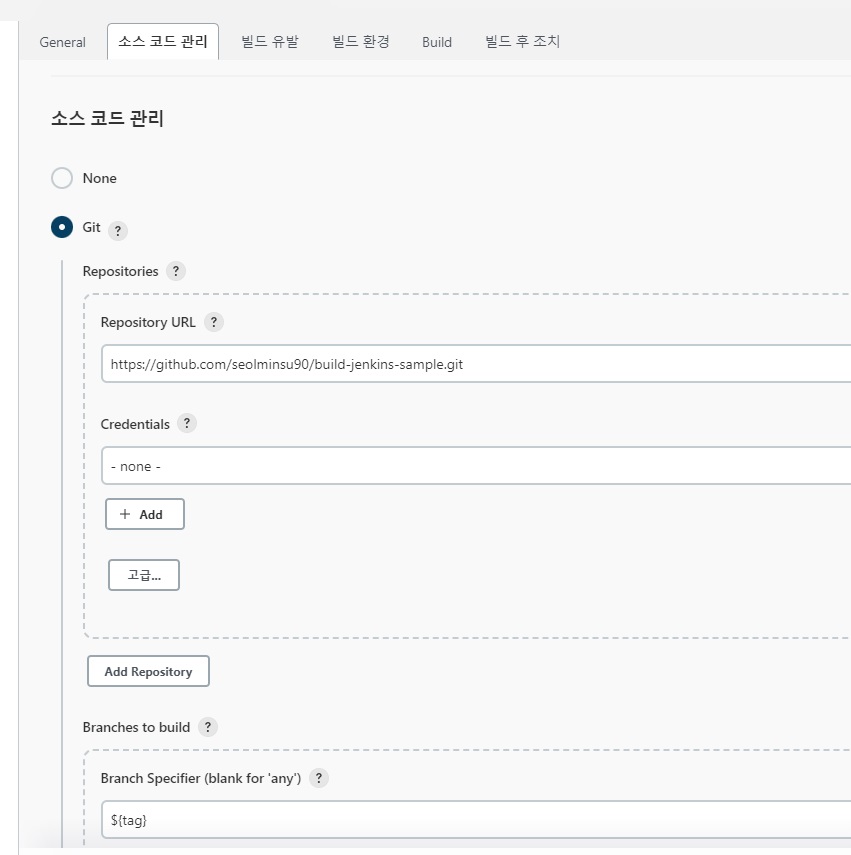 General 소스 코드 관리 빌드 유발 빌드 환경 Build 빌드 후 조치
소스 코드 관리
None
Git ?
Repositories ?
Repository URL ?
https://github.com/seolminsu90/build-jenkins-sample.git
Credentials ?
- none -
+ Add
고급...
Add Repository
Branches to build ?
Branch Specifier (blank for 'any') ?
${tag}